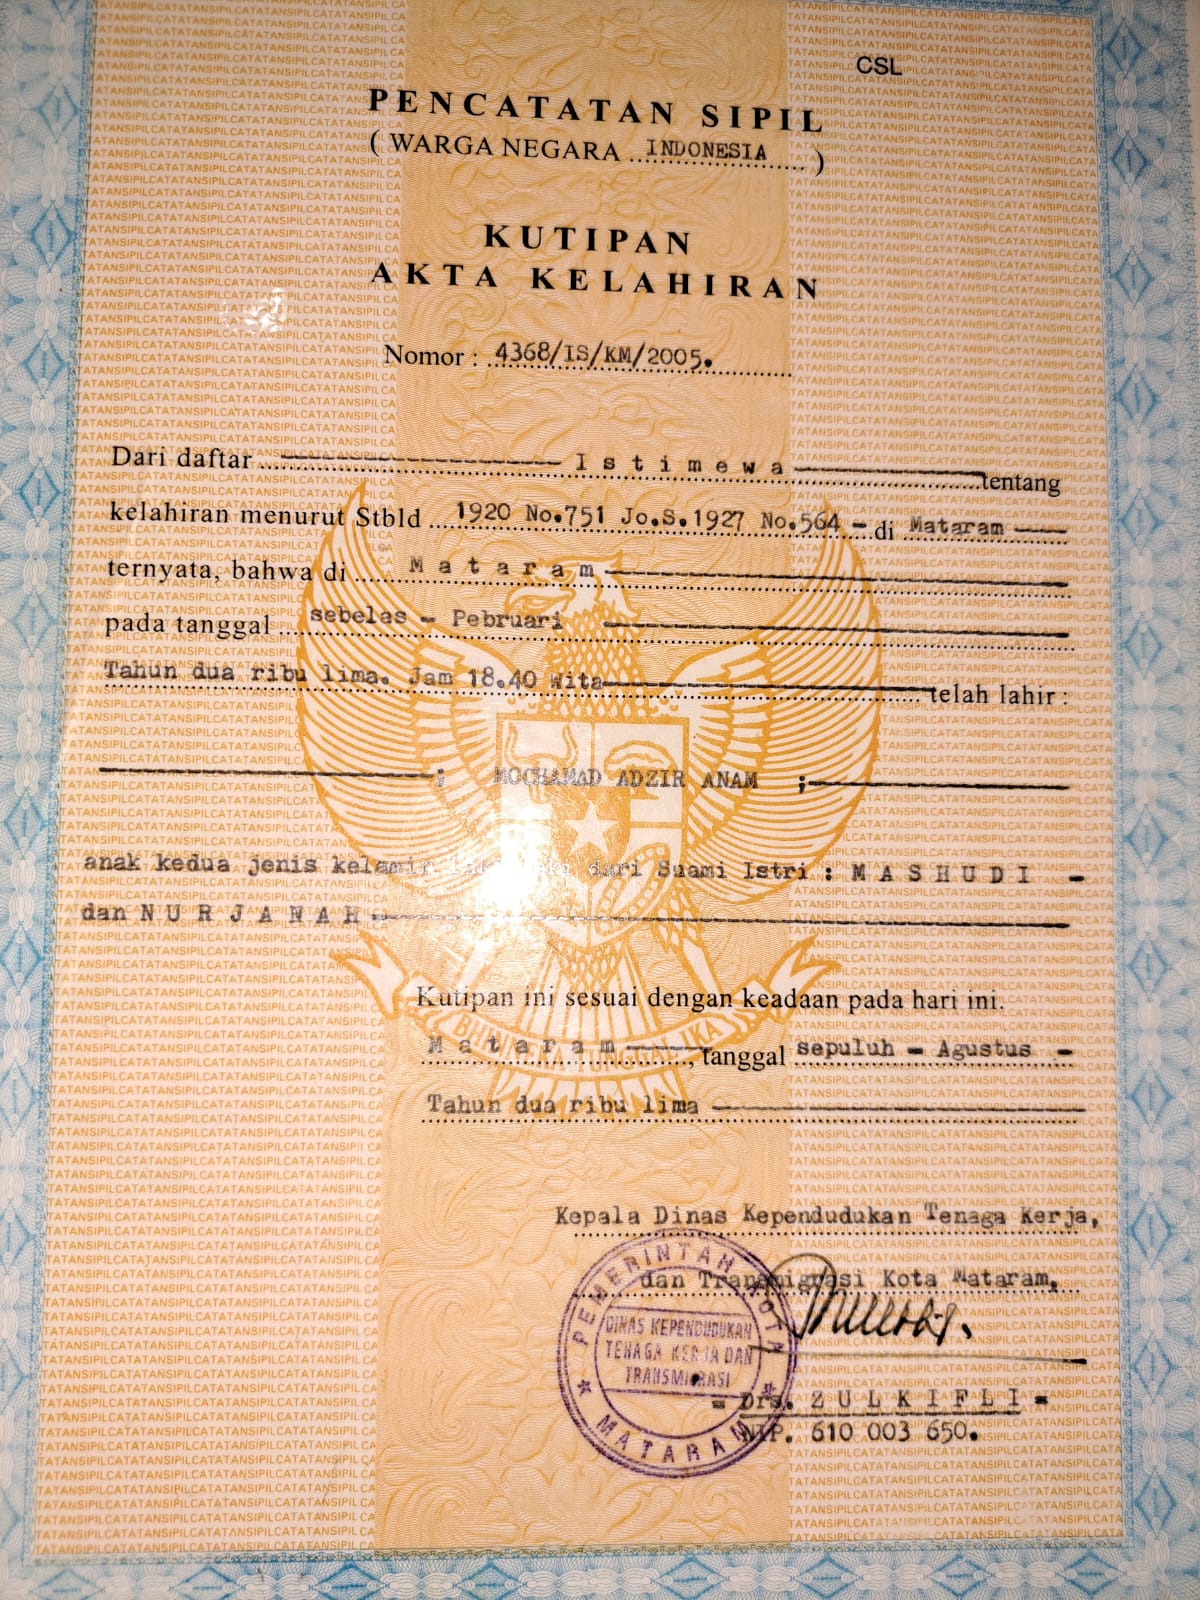 CSL
PENCATATAN SIPIL
( WARGA NEGARA INDONESIA )
KUTIPAN
AKTA KELAHIRAN
Nomor : 4368/IS/KM/2005.
Dari daftar Istimewa tentang
kelahiran menurut Stbld 1920 No.751 Jo.S.1927 No.564 - di Mataram
ternyata, bahwa di Mataram
pada tanggal sebelas - Pebruari
Tahun dua ribu lima. Jam 18.40 Wita telah lahir :
; MOCHAMAD ADZIR ANAM ;
anak kedua jenis kelamin dari Suami Istri : MASHUDI -
dan NURJANAH.-
BHINNEKA TUNGGAL IKA
Kutipan ini sesuai dengan keadaan pada hari ini.
Mataram, tanggal sepuluh - Agustus -
Tahun dua ribu lima
Kepala Dinas Kependudukan Tenaga Kerja,
dan Transmigrasi Kota Mataram,
PEMERINTAH KOTA
DINAS KEPENDUDUKAN
TENAGA KERJA DAN
TRANSMIGRASI
MATARAM
- Drs. ZULKIFLI -
NIP. 610 003 650.